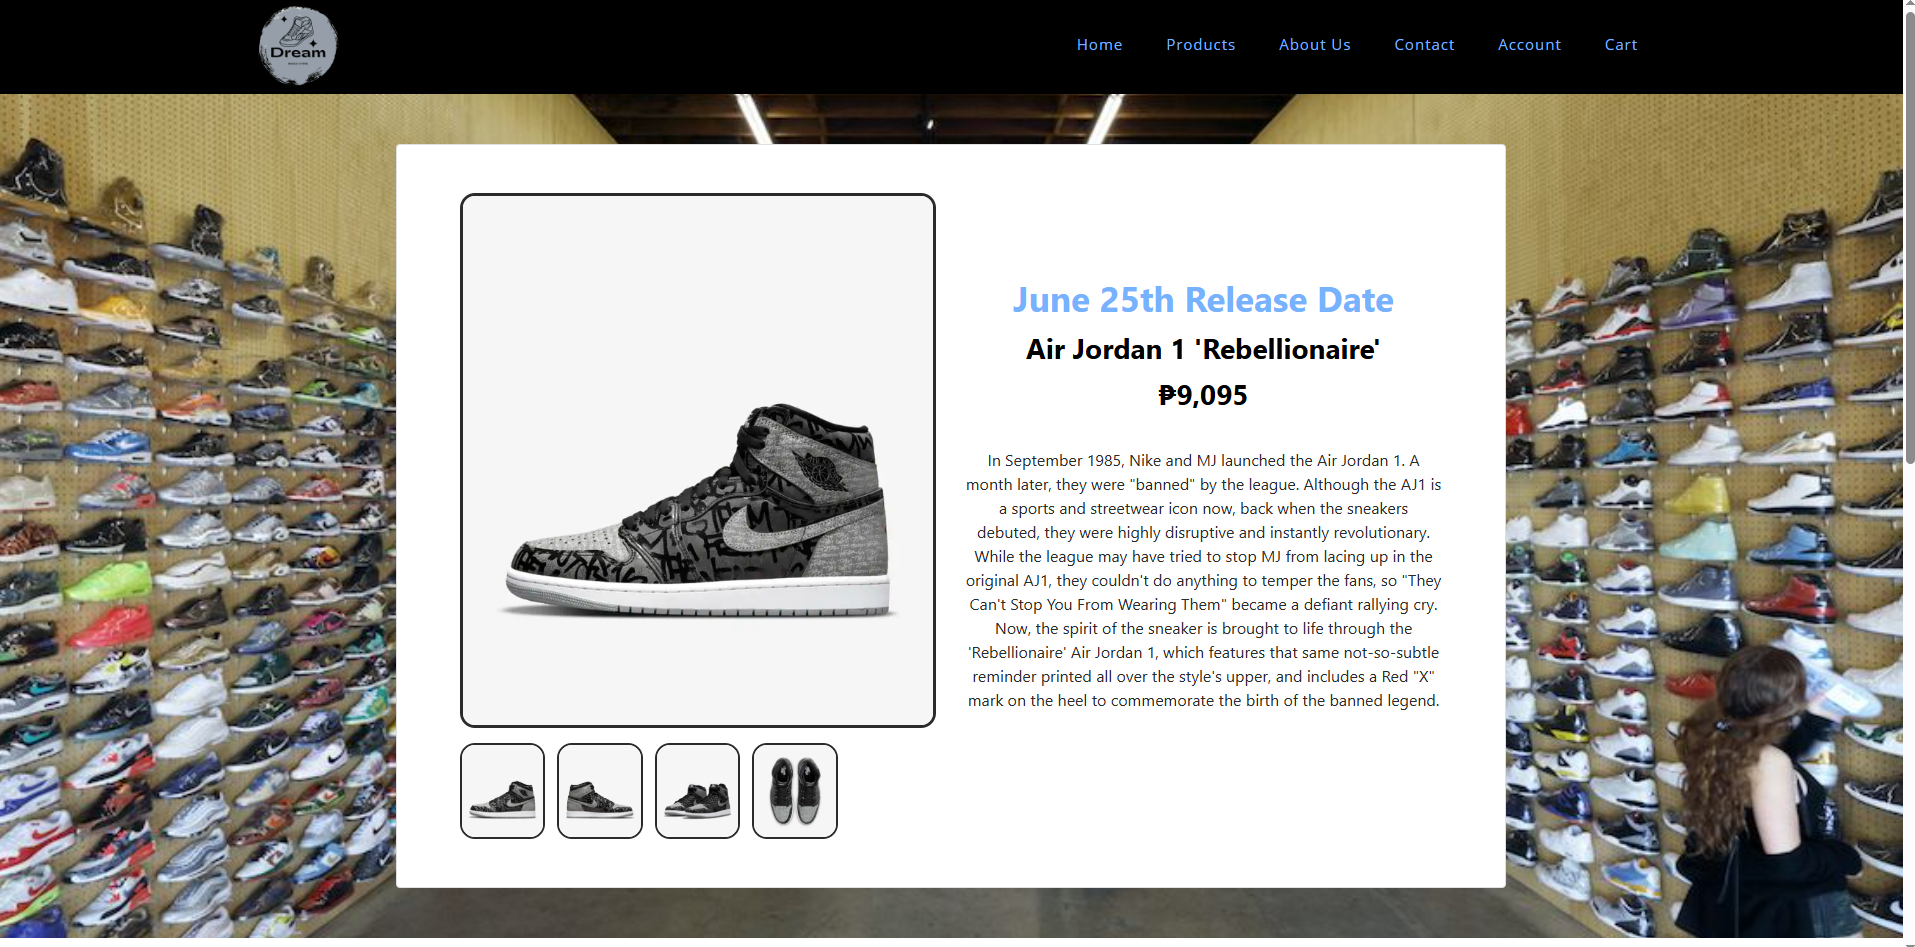 Dream
Home Products About Us Contact Account Cart
June 25th Release Date
Air Jordan 1 'Rebellionaire'
₱9,095
In September 1985, Nike and MJ launched the Air Jordan 1. A
month later, they were "banned" by the league. Although the AJ1 is
a sports and streetwear icon now, back when the sneakers
debuted, they were highly disruptive and instantly revolutionary.
While the league may have tried to stop MJ from lacing up in the
original AJ1, they couldn't do anything to temper the fans, so "They
Can't Stop You From Wearing Them" became a defiant rallying cry.
Now, the spirit of the sneaker is brought to life through the
'Rebellionaire' Air Jordan 1, which features that same not-so-subtle
reminder printed all over the style's upper, and includes a Red "X"
mark on the heel to commemorate the birth of the banned legend.